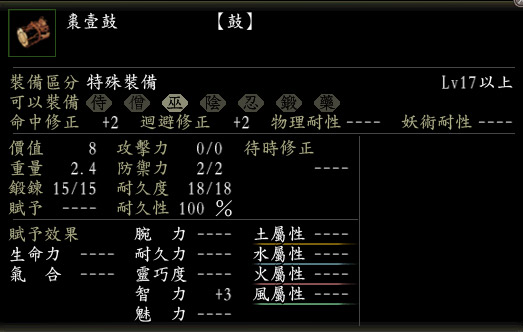 棗壹鼓 【鼓】
裝備區分 特殊裝備 Lv17以上
可以裝備 侍 僧 巫 陰 忍 鍛 藥
命中修正 +2 迴避修正 +2 物理耐性 ---- 妖術耐性 ----
價值 8 攻擊力 0/0 待時修正
重量 2.4 防禦力 2/2 ----
鍛鍊 15/15 耐久度 18/18
賦予 ---- 耐久性 100 %
賦予效果 腕 力 ---- 土屬性 ----
生命力 ---- 耐久力 ---- 水屬性 ----
氣 合 ---- 靈巧度 ---- 火屬性 ----
智 力 +3 風屬性 ----
魅 力 ----